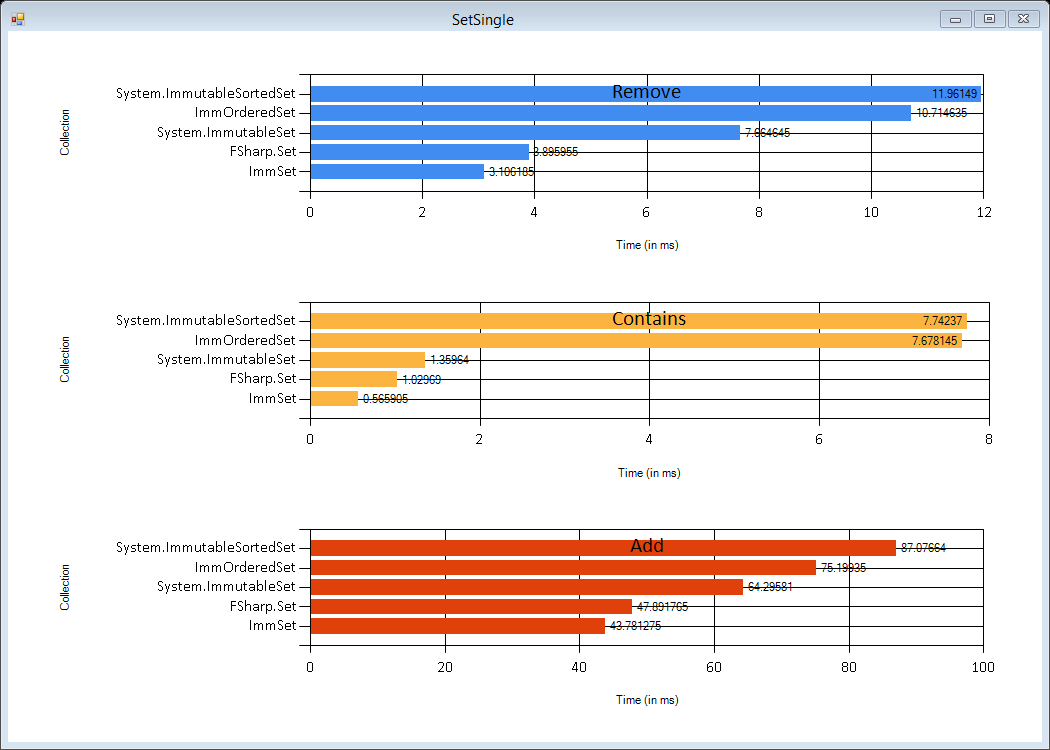 SetSingle
Remove
Collection
System.ImmutableSortedSet 11.96149
ImmOrderedSet 10.714635
System.ImmutableSet 7.664645
FSharp.Set 3.895955
ImmSet 3.106185
0 2 4 6 8 10 12
Time (in ms)
Contains
Collection
System.ImmutableSortedSet 7.74237
ImmOrderedSet 7.678145
System.ImmutableSet 1.35964
FSharp.Set 1.02969
ImmSet 0.565905
0 2 4 6 8
Time (in ms)
Add
Collection
System.ImmutableSortedSet 87.07664
ImmOrderedSet 75.19935
System.ImmutableSet 64.29581
FSharp.Set 47.891765
ImmSet 43.781275
0 20 40 60 80 100
Time (in ms)